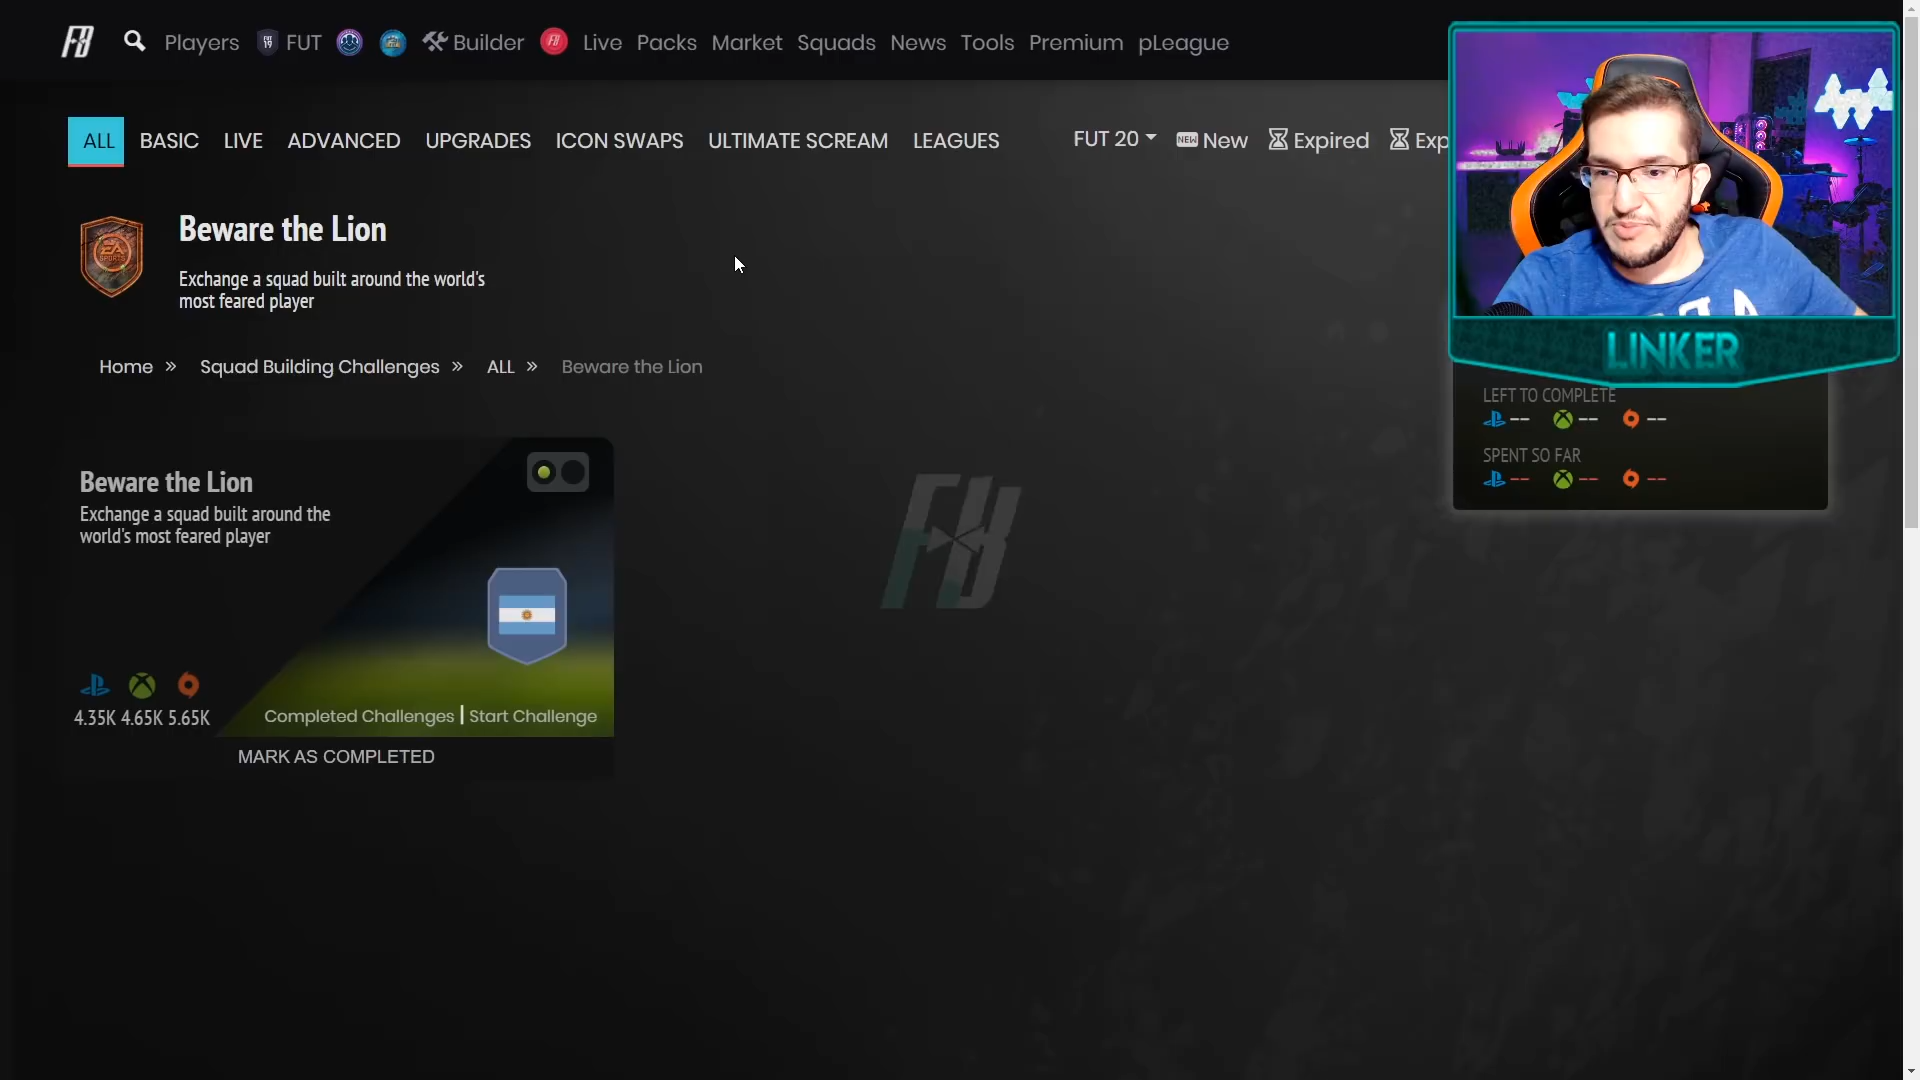 Players FUT Builder Live Packs Market Squads News Tools Premium pLeague
ALL BASIC LIVE ADVANCED UPGRADES ICON SWAPS ULTIMATE SCREAM LEAGUES FUT 20 NEW New Expired Exp
EA SPORTS
Beware the Lion
Exchange a squad built around the world's
most feared player
Home » Squad Building Challenges » ALL » Beware the Lion
LINKER
LEFT TO COMPLETE
-- -- --
SPENT SO FAR
-- -- --
Beware the Lion
Exchange a squad built around the
world's most feared player
4.35K 4.65K 5.65K
Completed Challenges | Start Challenge
MARK AS COMPLETED